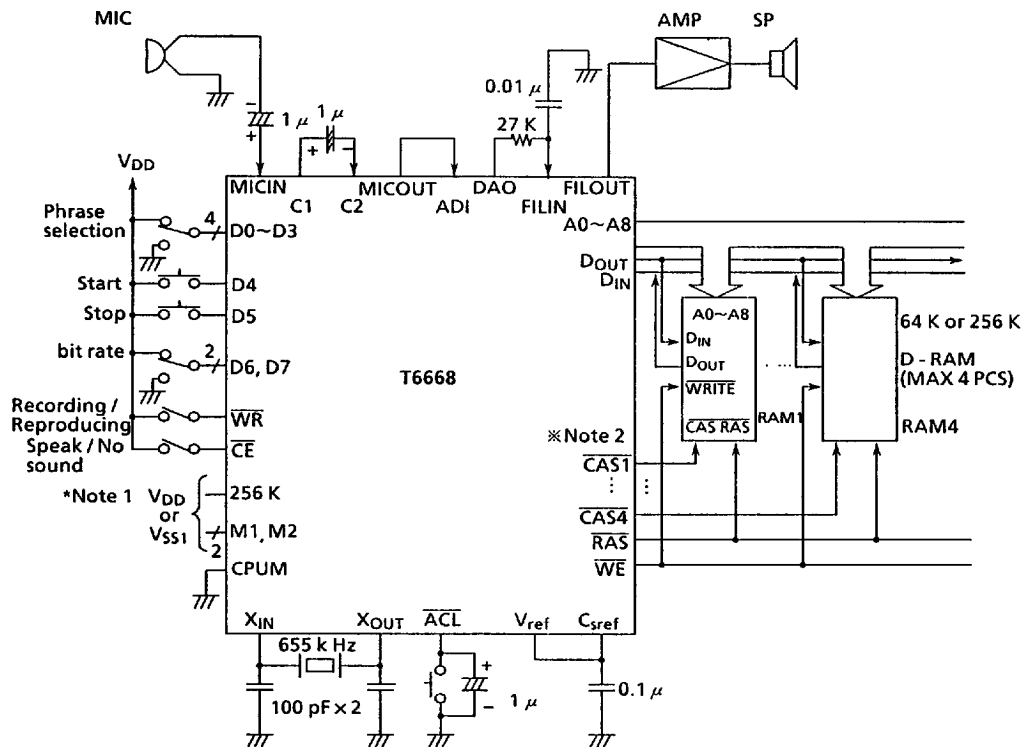 MIC
AMP
SP
0.01 μ
1 μ
1 μ
27 K
−
+
+
−
VDD
MICIN
MICOUT
DAO
FILOUT
C1
C2
ADI
FILIN
Phrase
selection
4
D0~D3
A0~A8
DOUT
DIN
Start
D4
Stop
D5
bit rate
2
D6, D7
Recording /
Reproducing
WR
Speak / No
sound
CE
*Note 1
VDD
or
VSS1
256 K
M1, M2
2
CPUM
T6668
A0~A8
DIN
DOUT
WRITE
CAS RAS
RAM1
64 K or 256 K
D - RAM
(MAX 4 PCS)
RAM4
※Note 2
CAS1
CAS4
RAS
WE
XIN
XOUT
ACL
Vref
Csref
655 k Hz
100 pF × 2
+
−
1 μ
0.1 μ